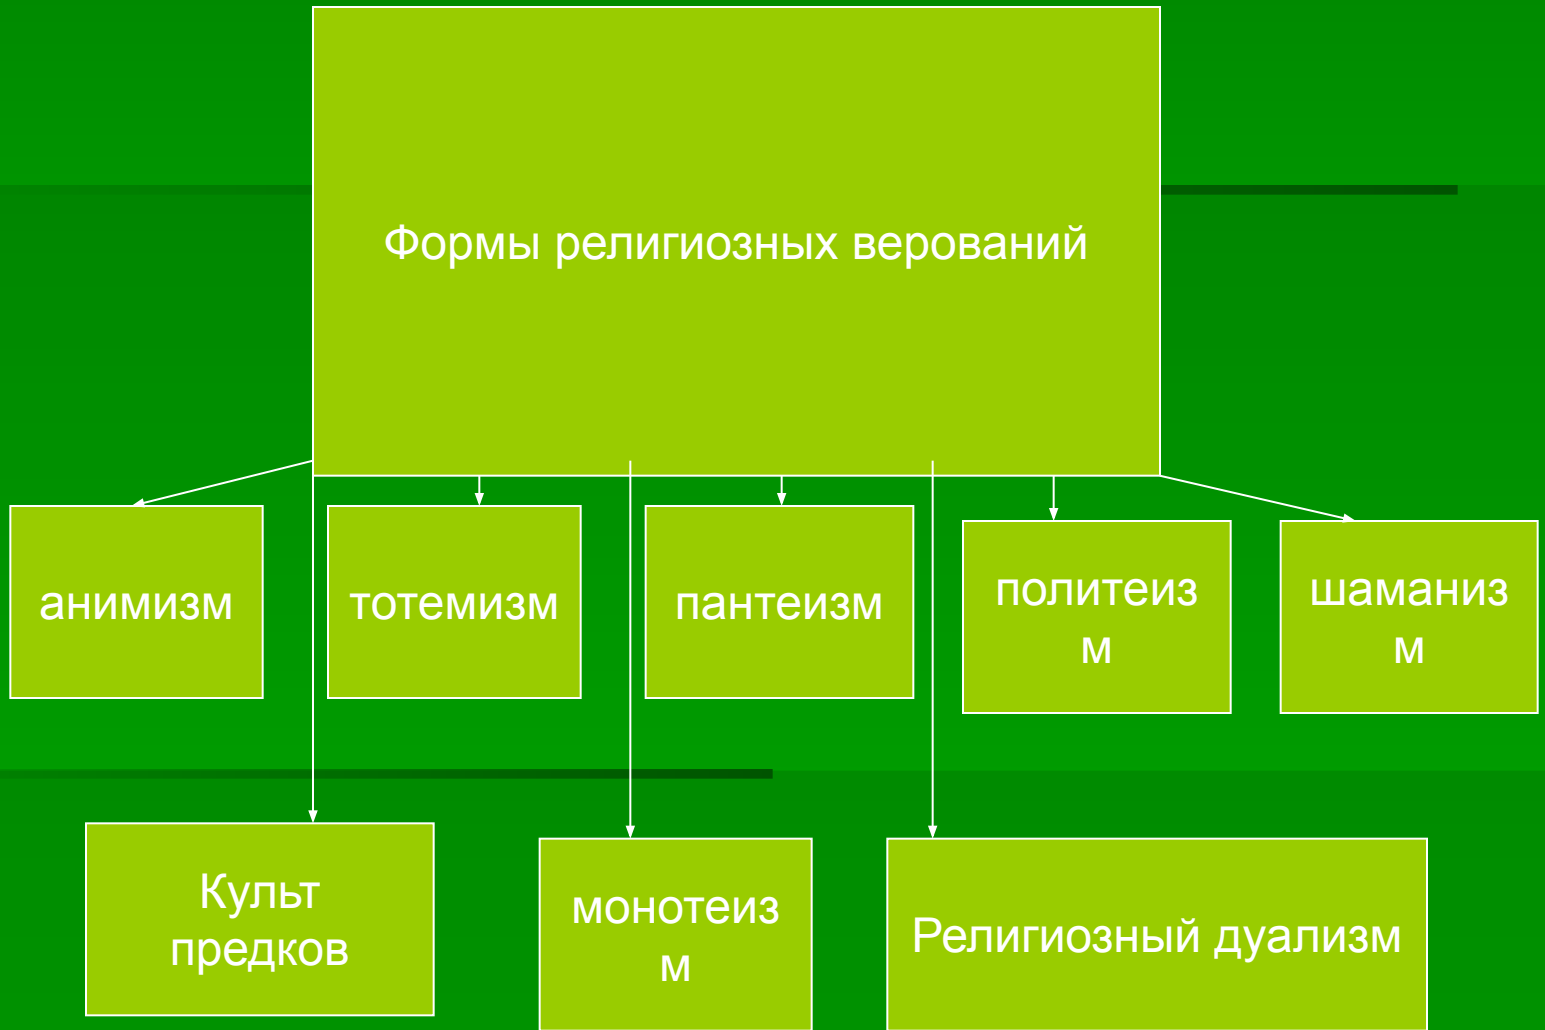 Формы религиозных верований
анимизм
тотемизм
пантеизм
политеиз
м
шаманиз
м
Культ
предков
монотеиз
м
Религиозный дуализм